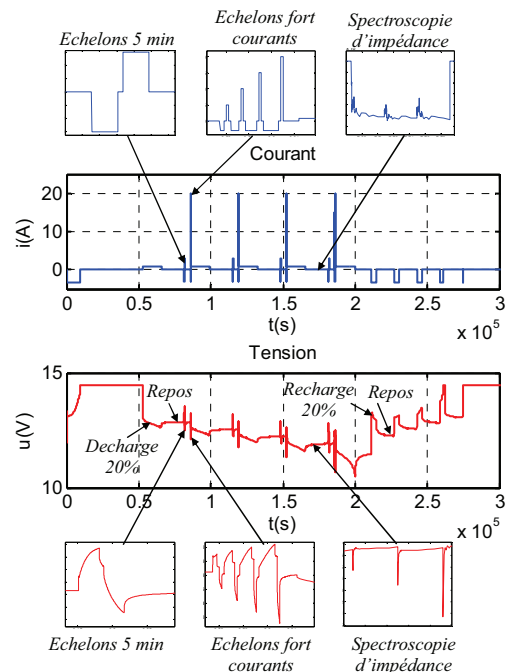 Echelons 5 min
Echelons fort
courants
Spectroscopie
d'impédance
Courant
20
10
0
i(A)
0 0.5 1 1.5 2 2.5 3
t(s)
x 10^5
Tension
15
10
u(V)
Repos
Decharge
20%
Recharge
20%
Repos
0 0.5 1 1.5 2 2.5 3
t(s)
x 10^5
Echelons 5 min
Echelons fort
courants
Spectroscopie
d'impédance